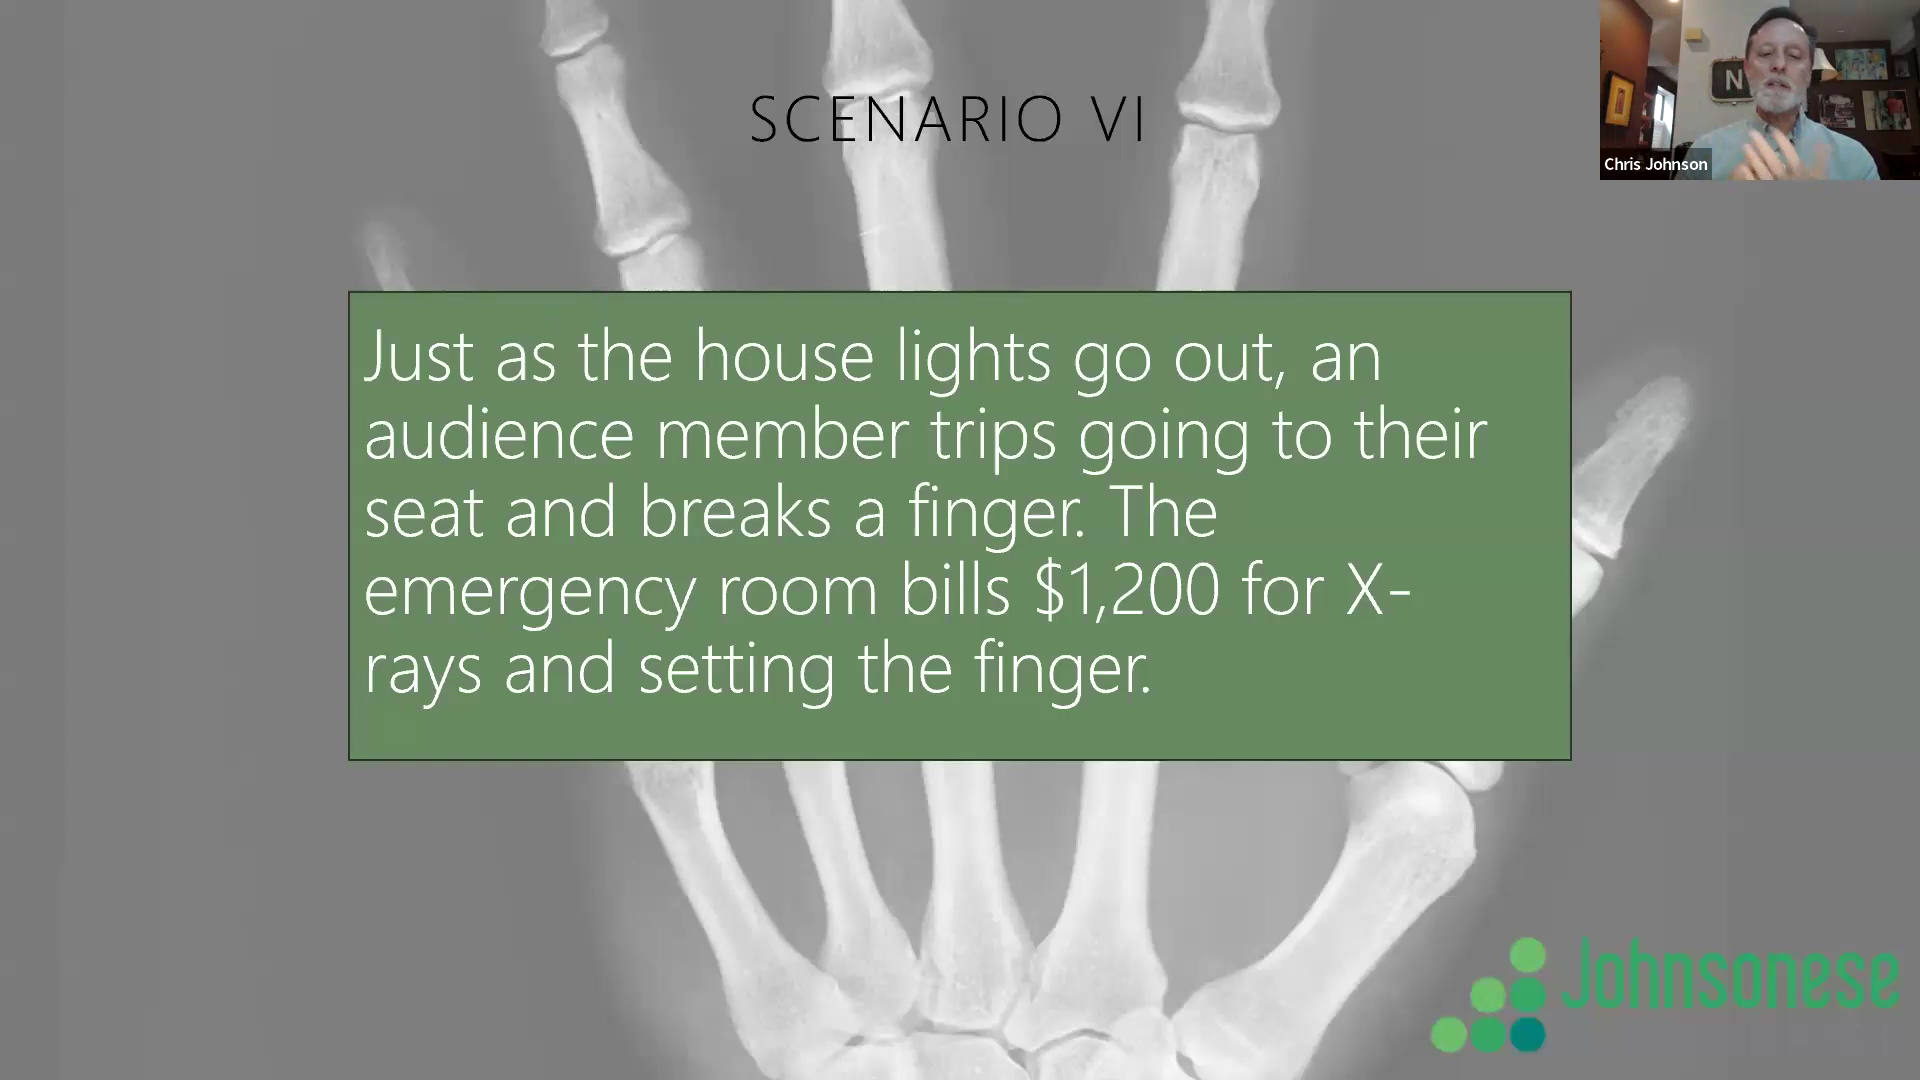 SCENARIO VI
N
Chris Johnson
Just as the house lights go out, an
audience member trips going to their
seat and breaks a finger. The
emergency room bills $1,200 for X-
rays and setting the finger.
Johnsonese